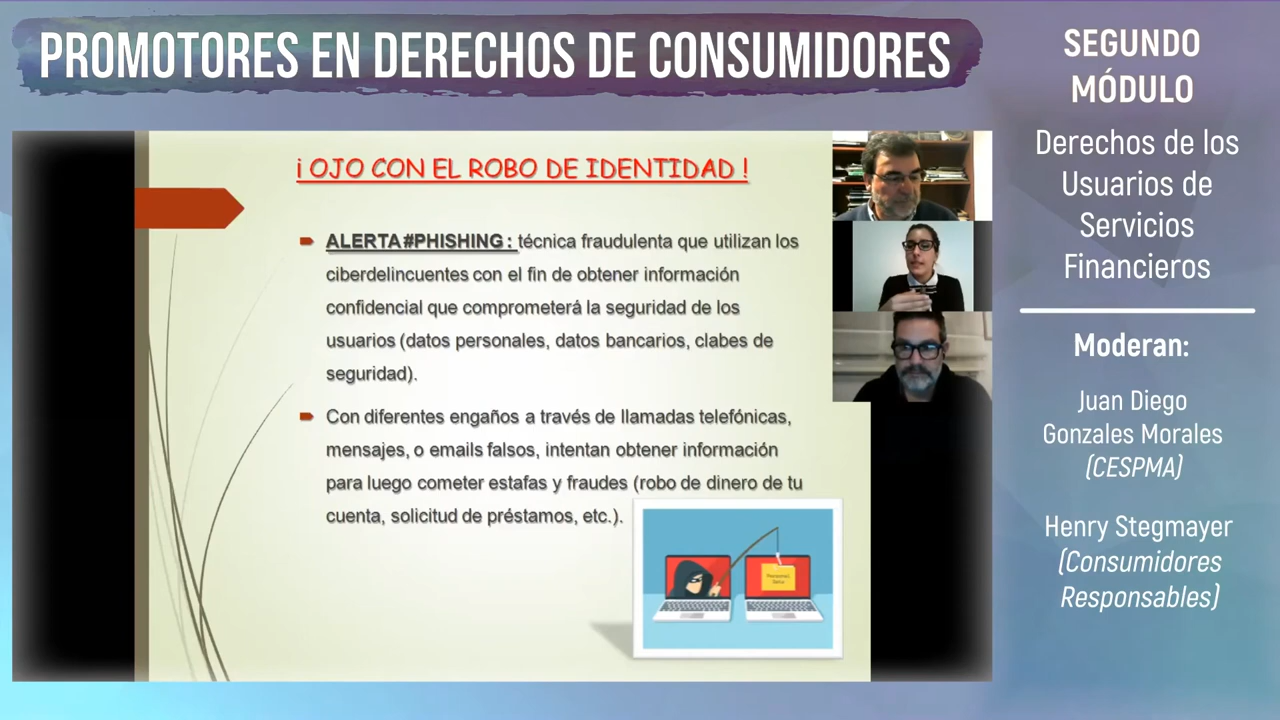 PROMOTORES EN DERECHOS DE CONSUMIDORES
SEGUNDO
MÓDULO
Derechos de los
Usuarios de
Servicios
Financieros
Moderan:
Juan Diego
Gonzales Morales
(CESPMA)
Henry Stegmayer
(Consumidores
Responsables)
¡ OJO CON EL ROBO DE IDENTIDAD !
ALERTA#PHISHING : técnica fraudulenta que utilizan los
ciberdelincuentes con el fin de obtener información
confidencial que comprometerá la seguridad de los
usuarios (datos personales, datos bancarios, clabes de
seguridad).
Con diferentes engaños a través de llamadas telefónicas,
mensajes, o emails falsos, intentan obtener información
para luego cometer estafas y fraudes (robo de dinero de tu
cuenta, solicitud de préstamos, etc.).